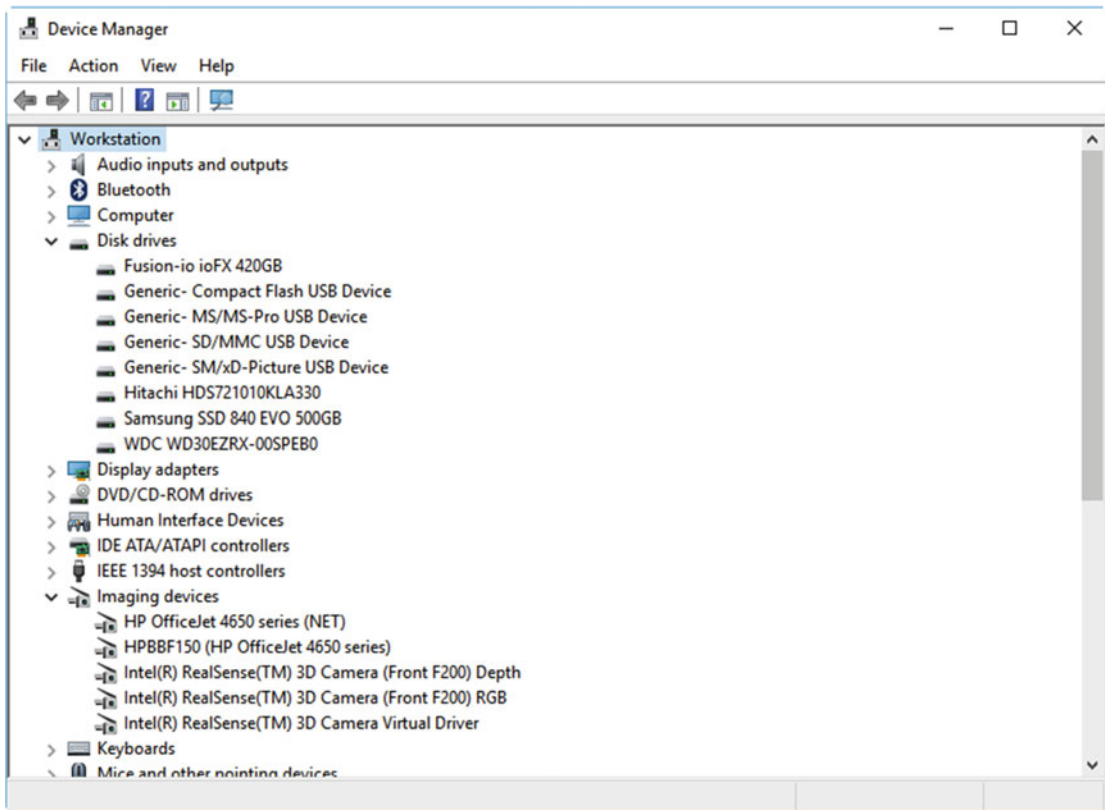 Device Manager
File Action View Help
Workstation
Audio inputs and outputs
Bluetooth
Computer
Disk drives
Fusion-io ioFX 420GB
Generic- Compact Flash USB Device
Generic- MS/MS-Pro USB Device
Generic- SD/MMC USB Device
Generic- SM/xD-Picture USB Device
Hitachi HDS721010KLA330
Samsung SSD 840 EVO 500GB
WDC WD30EZRX-00SPEB0
Display adapters
DVD/CD-ROM drives
Human Interface Devices
IDE ATA/ATAPI controllers
IEEE 1394 host controllers
Imaging devices
HP OfficeJet 4650 series (NET)
HPBBF150 (HP OfficeJet 4650 series)
Intel(R) RealSense(TM) 3D Camera (Front F200) Depth
Intel(R) RealSense(TM) 3D Camera (Front F200) RGB
Intel(R) RealSense(TM) 3D Camera Virtual Driver
Keyboards
Mice and other pointing devices